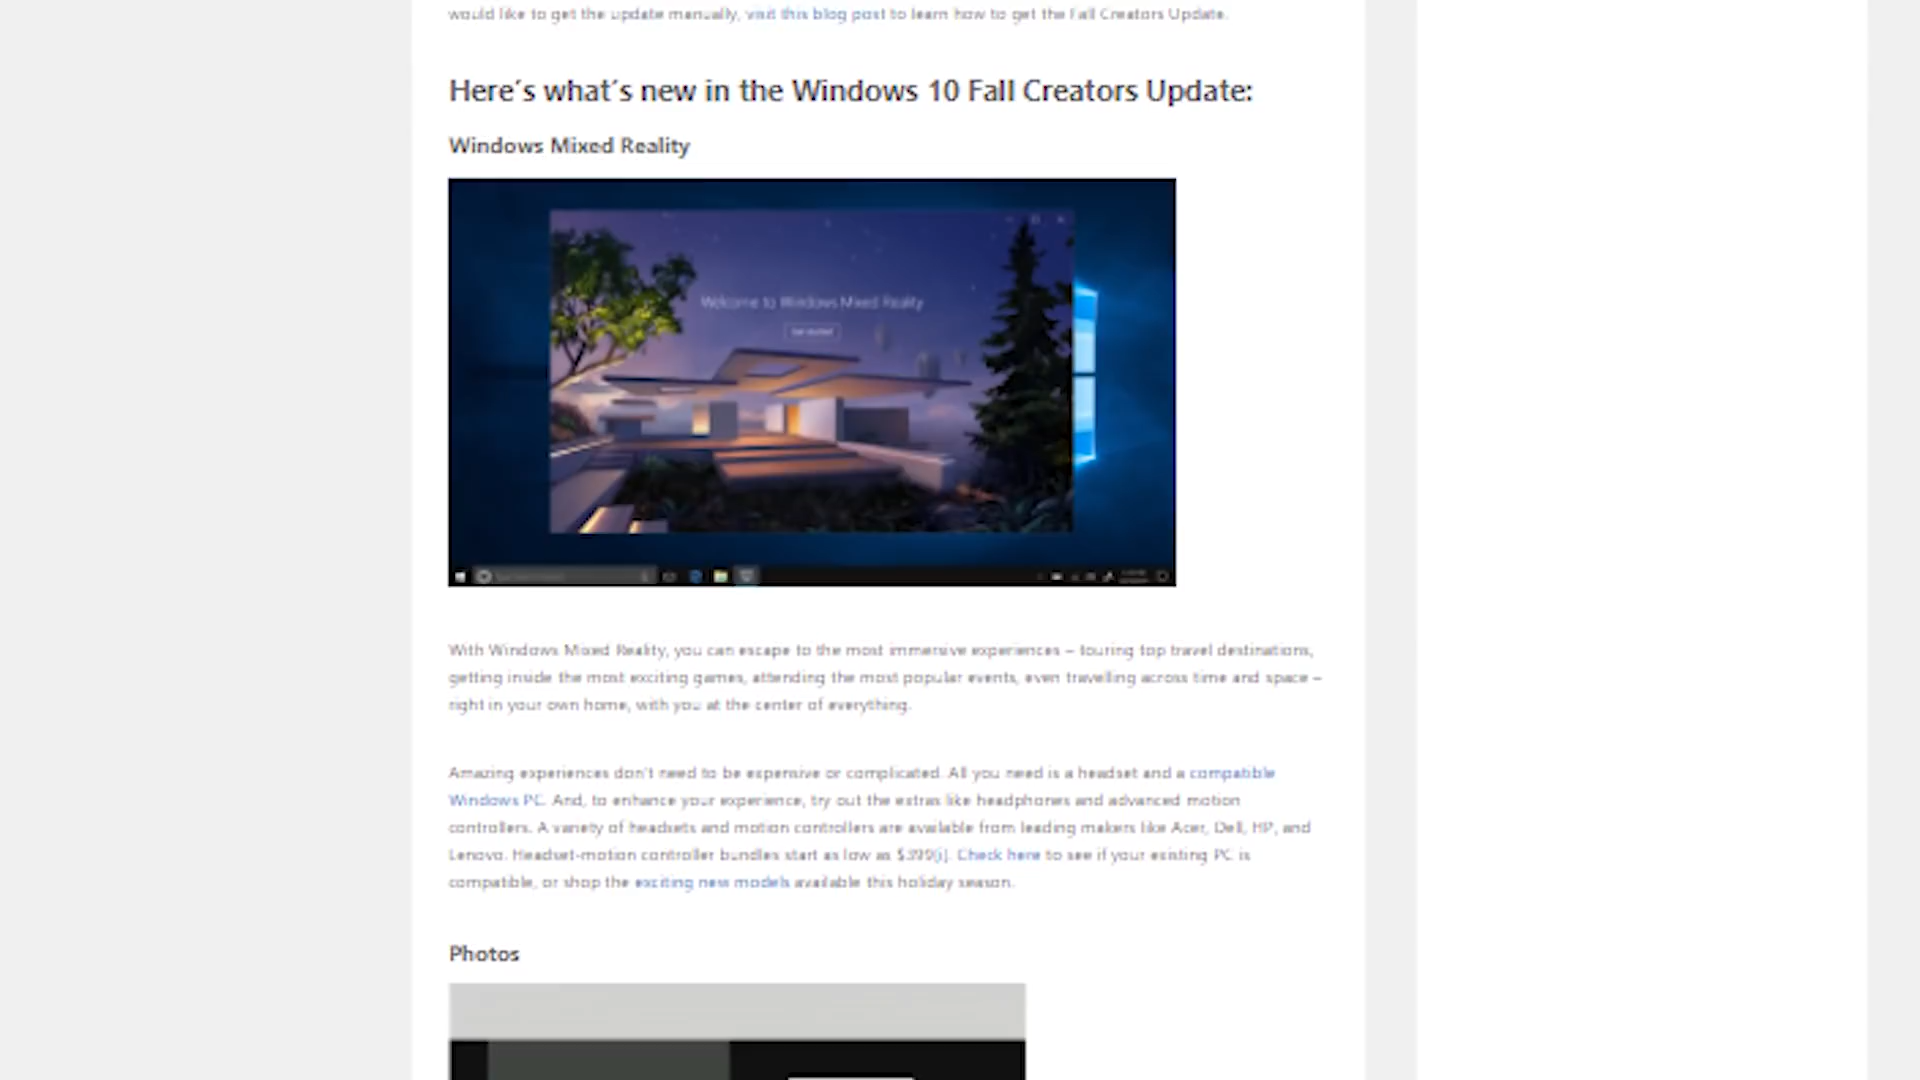 would like to get the update manually, visit this blog post to learn how to get the Fall Creators Update.
Here's what's new in the Windows 10 Fall Creators Update:
Windows Mixed Reality
Welcome to Windows Mixed Reality
Get started
With Windows Mixed Reality, you can escape to the most immersive experiences – touring top travel destinations,
getting inside the most exciting games, attending the most popular events, even travelling across time and space –
right in your own home, with you at the center of everything.
Amazing experiences don't need to be expensive or complicated. All you need is a headset and a compatible
Windows PC. And, to enhance your experience, try out the extras like headphones and advanced motion
controllers. A variety of headsets and motion controllers are available from leading makers like Acer, Dell, HP, and
Lenovo. Headset-motion controller bundles start as low as $399[i]. Check here to see if your existing PC is
compatible, or shop the exciting new models available this holiday season.
Photos